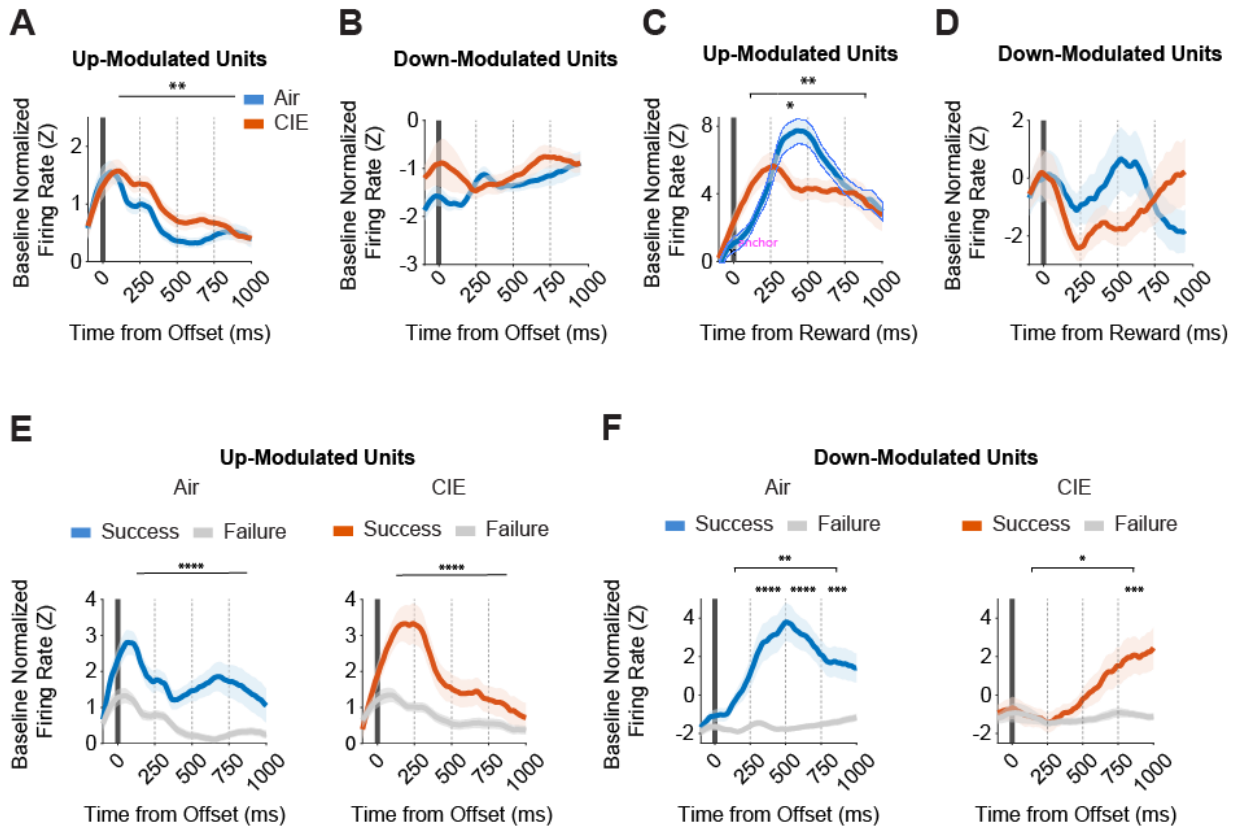 A
B
C
D
Up-Modulated Units
Down-Modulated Units
Up-Modulated Units
Down-Modulated Units
**
Air
CIE
**
*
Baseline Normalized
Firing Rate (Z)
2
1
0
0 250 500 750 1000
Time from Offset (ms)
Baseline Normalized
Firing Rate (Z)
0
-1
-2
-3
0 250 500 750 1000
Time from Offset (ms)
Baseline Normalized
Firing Rate (Z)
8
4
0
anchor
0 250 500 750 1000
Time from Reward (ms)
Baseline Normalized
Firing Rate (Z)
2
0
-2
0 250 500 750 1000
Time from Reward (ms)
E
Up-Modulated Units
Air
CIE
Success Failure
Success Failure
****
****
Baseline Normalized
Firing Rate (Z)
4
3
2
1
0
0 250 500 750 1000
Time from Offset (ms)
4
3
2
1
0
0 250 500 750 1000
Time from Offset (ms)
F
Down-Modulated Units
Air
CIE
Success Failure
Success Failure
**
**** **** ***
*
***
Baseline Normalized
Firing Rate (Z)
4
2
0
-2
0 250 500 750 1000
Time from Offset (ms)
4
2
0
-2
0 250 500 750 1000
Time from Offset (ms)